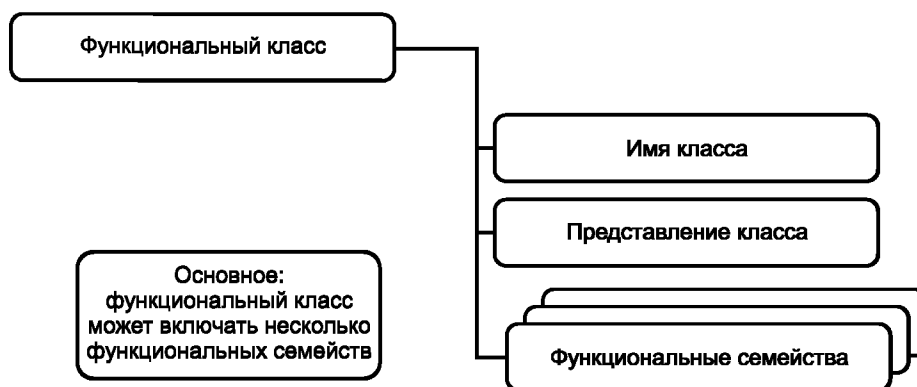 Функциональный класс
Имя класса
Представление класса
Основное:
функциональный класс
может включать несколько
функциональных семейств
Функциональные семейства